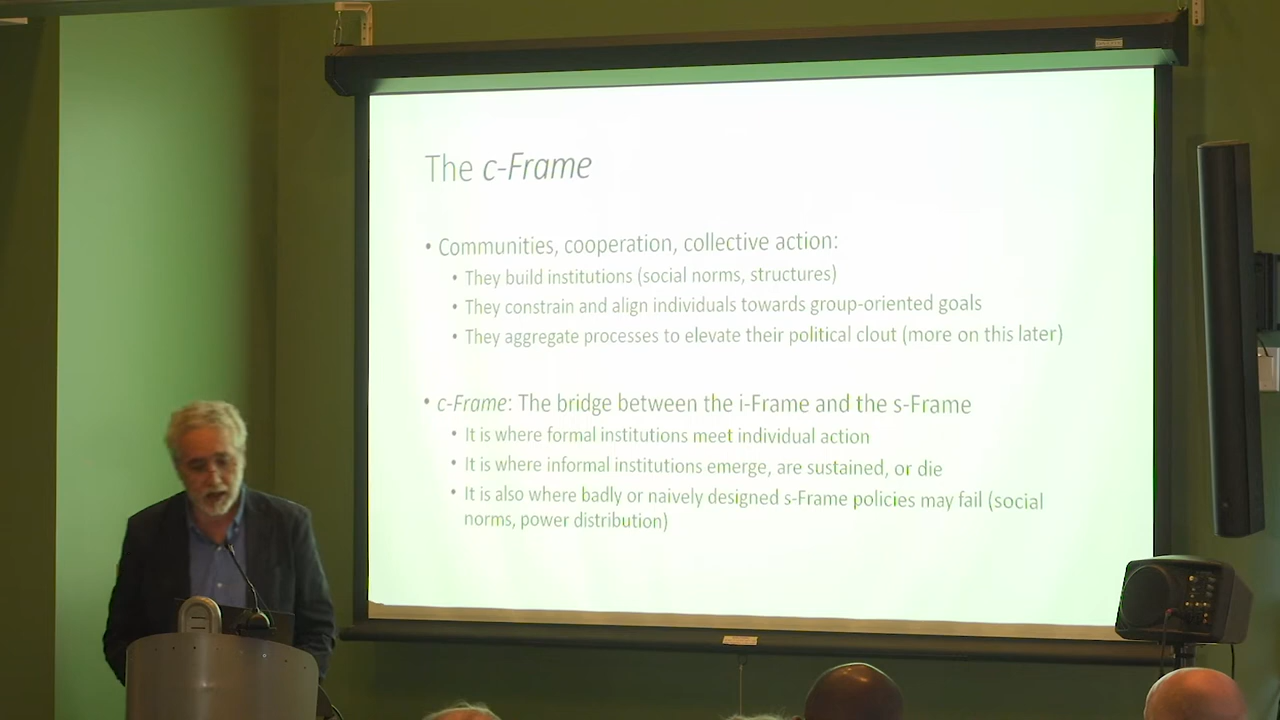 The c-Frame
• Communities, cooperation, collective action:
• They build institutions (social norms, structures)
• They constrain and align individuals towards group-oriented goals
• They aggregate processes to elevate their political clout (more on this later)
• c-Frame: The bridge between the i-Frame and the s-Frame
• It is where formal institutions meet individual action
• It is where informal institutions emerge, are sustained, or die
• It is also where badly or naively designed s-Frame policies may fail (social
norms, power distribution)